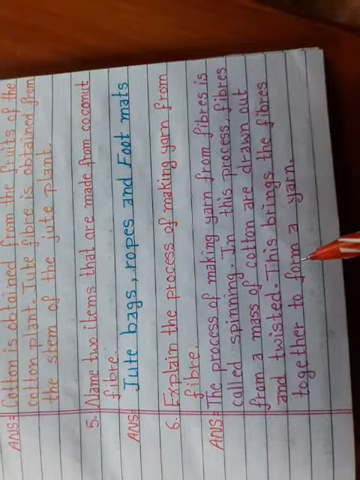 Ans= Cotton is obtained from the fruits of the
cotton plant. Jute fibre is obtained from
the stem of the jute plant.
5. Name two items that are made from coconut
fibre.
Ans: Jute bags, ropes and Foot mats
6. Explain the process of making yarn from
fibre.
Ans: The process of making yarn from fibres is
called spinning. In this process, fibres
from a mass of cotton are drawn out
and twisted. This brings the fibres
together to form a yarn.